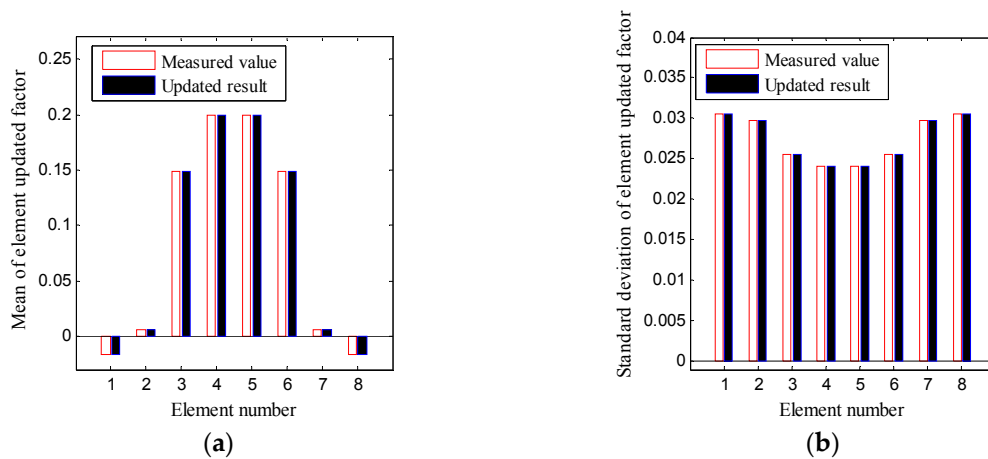 Mean of element updated factor
0.25
0.2
0.15
0.1
0.05
0
Measured value
Updated result
1 2 3 4 5 6 7 8
Element number
(a)
Standard deviation of element updated factor
0.04
0.035
0.03
0.025
0.02
0.015
0.01
0.005
0
Measured value
Updated result
1 2 3 4 5 6 7 8
Element number
(b)